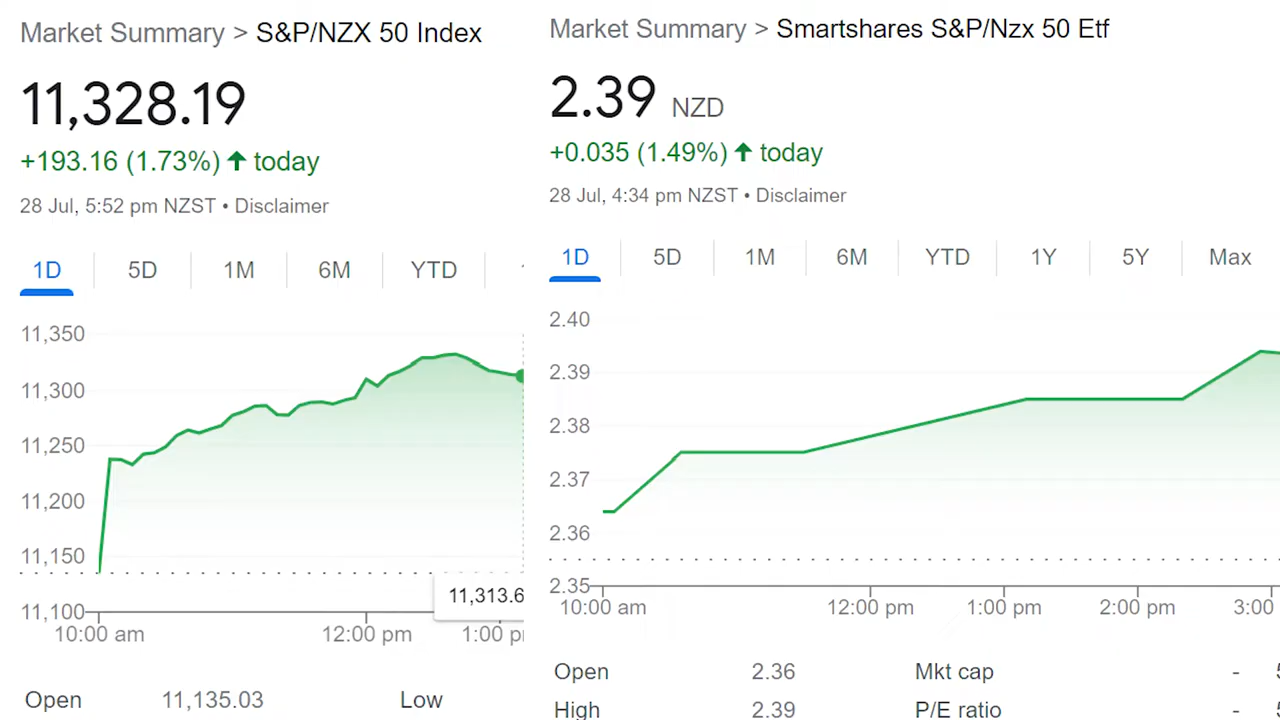 Market Summary > S&P/NZX 50 Index
11,328.19
+193.16 (1.73%) ↑ today
28 Jul, 5:52 pm NZST • Disclaimer
1D 5D 1M 6M YTD
11,350
11,300
11,250
11,200
11,150
11,100
11,313.6
10:00 am 12:00 pm 1:00 p
Open 11,135.03 Low
Market Summary > Smartshares S&P/Nzx 50 Etf
2.39 NZD
+0.035 (1.49%) ↑ today
28 Jul, 4:34 pm NZST • Disclaimer
1D 5D 1M 6M YTD 1Y 5Y Max
2.40
2.39
2.38
2.37
2.36
2.35
10:00 am 12:00 pm 1:00 pm 2:00 pm 3:00
Open 2.36 Mkt cap -
High 2.39 P/E ratio -